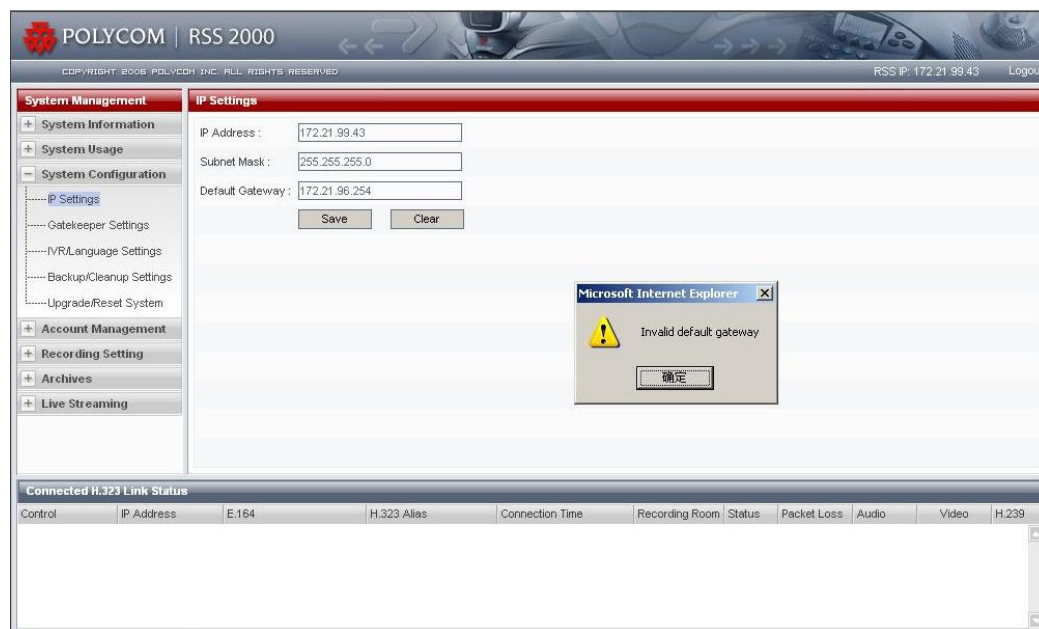 POLYCOM | RSS 2000
COPYRIGHT 2006 POLYCOM INC. ALL RIGHTS RESERVED
RSS IP: 172.21.99.43 Logou
System Management
System Information
System Usage
System Configuration
IP Settings
Gatekeeper Settings
IVR/Language Settings
Backup/Cleanup Settings
Upgrade/Reset System
Account Management
Recording Setting
Archives
Live Streaming
IP Settings
IP Address : 172.21.99.43
Subnet Mask : 255.255.255.0
Default Gateway : 172.21.96.254
Save Clear
Microsoft Internet Explorer
Invalid default gateway
确定
Connected H.323 Link Status
Control IP Address E.164 H.323 Alias Connection Time Recording Room Status Packet Loss Audio Video H.239